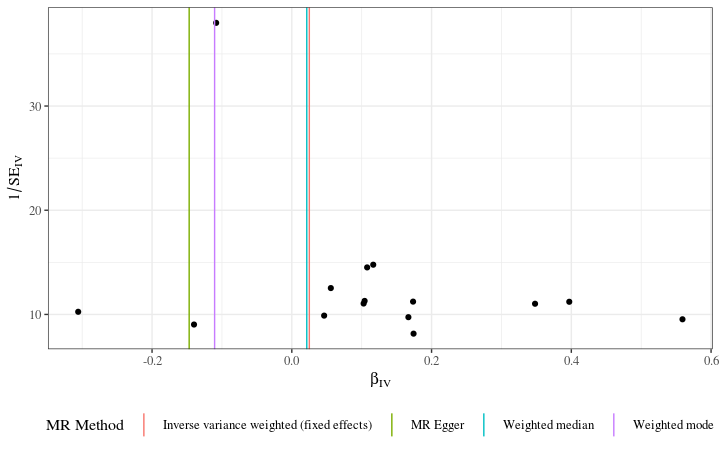 30
20
10
1/SE_IV
-0.2 0.0 0.2 0.4 0.6
β_IV
MR Method Inverse variance weighted (fixed effects) MR Egger Weighted median Weighted mode